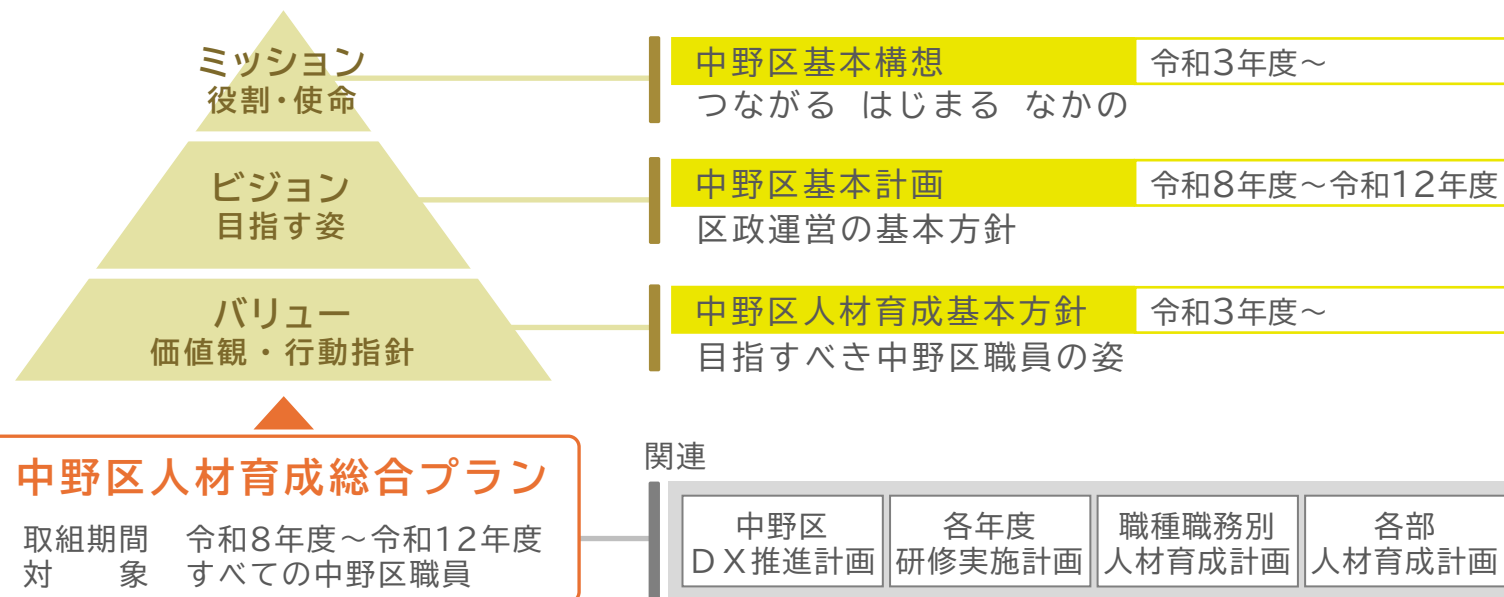 ミッション
役割・使命
中野区基本構想 令和3年度～
つながる はじまる なかの
ビジョン
目指す姿
中野区基本計画 令和8年度～令和12年度
区政運営の基本方針
バリュー
価値観・行動指針
中野区人材育成基本方針 令和3年度～
目指すべき中野区職員の姿
中野区人材育成総合プラン
取組期間 令和8年度～令和12年度
対 象 すべての中野区職員
関連
中野区
DX推進計画
各年度
研修実施計画
職種職務別
人材育成計画
各部
人材育成計画